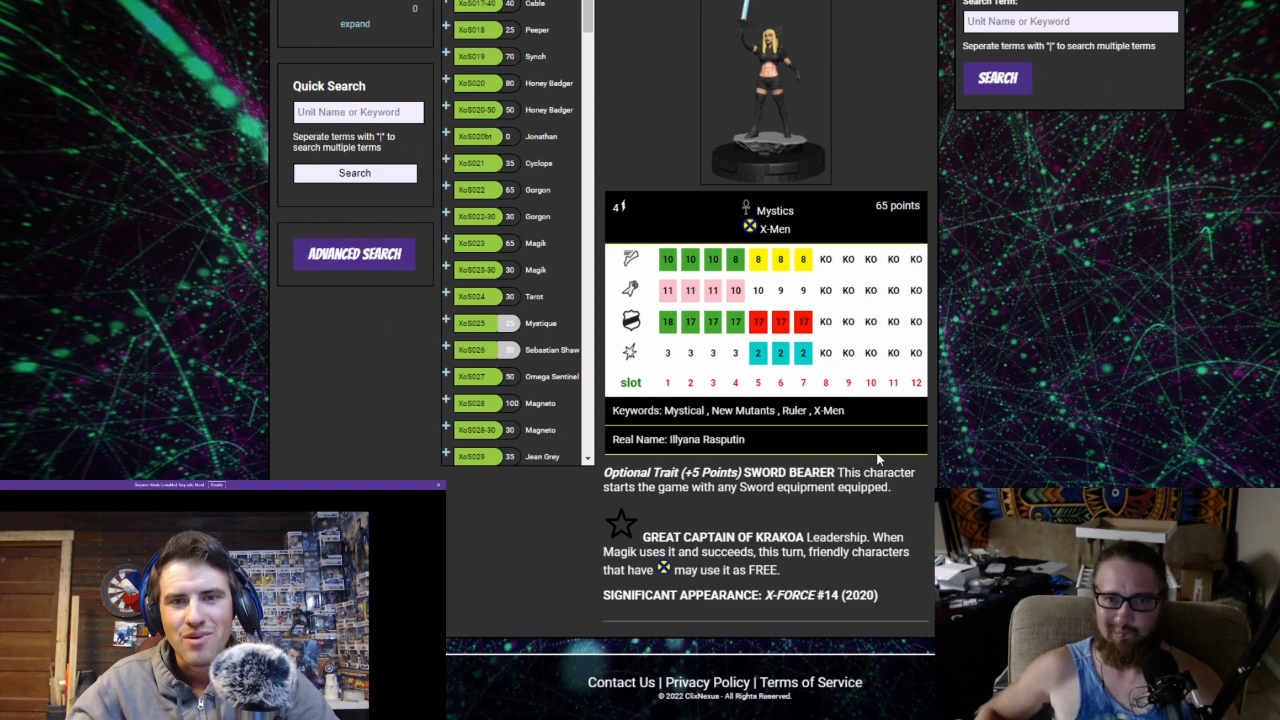 0
expand
Quick Search
Unit Name or Keyword
Seperate terms with "|" to
search multiple terms
Search
ADVANCED SEARCH
XoS017-40 40 Cable
XoS018 25 Peeper
XoS019 70 Synch
XoS020 80 Honey Badger
XoS020-50 50 Honey Badger
XoS020b1 0 Jonathan
XoS021 35 Cyclops
XoS022 65 Gorgon
XoS022-30 30 Gorgon
XoS023 65 Magik
XoS023-30 30 Magik
XoS024 30 Tarot
XoS025 25 Mystique
XoS026 30 Sebastian Shaw
XoS027 50 Omega Sentinel
XoS028 100 Magneto
XoS028-30 30 Magneto
XoS029 35 Jean Grey
4
Mystics
X-Men
65 points
10 10 10 8 8 8 8 KO KO KO KO KO
11 11 11 10 10 9 9 KO KO KO KO KO
18 17 17 17 17 17 17 KO KO KO KO KO
3 3 3 3 2 2 2 KO KO KO KO KO
slot 1 2 3 4 5 6 7 8 9 10 11 12
Keywords: Mystical , New Mutants , Ruler , X-Men
Real Name: Illyana Rasputin
Optional Trait (+5 Points) SWORD BEARER This character
starts the game with any Sword equipment equipped.
GREAT CAPTAIN OF KRAKOA Leadership. When
Magik uses it and succeeds, this turn, friendly characters
that have may use it as FREE.
SIGNIFICANT APPEARANCE: X-FORCE #14 (2020)
Contact Us | Privacy Policy | Terms of Service
© 2022 ClixNexus - All Rights Reserved.
Search Term:
Unit Name or Keyword
Seperate terms with "|" to search multiple terms
SEARCH